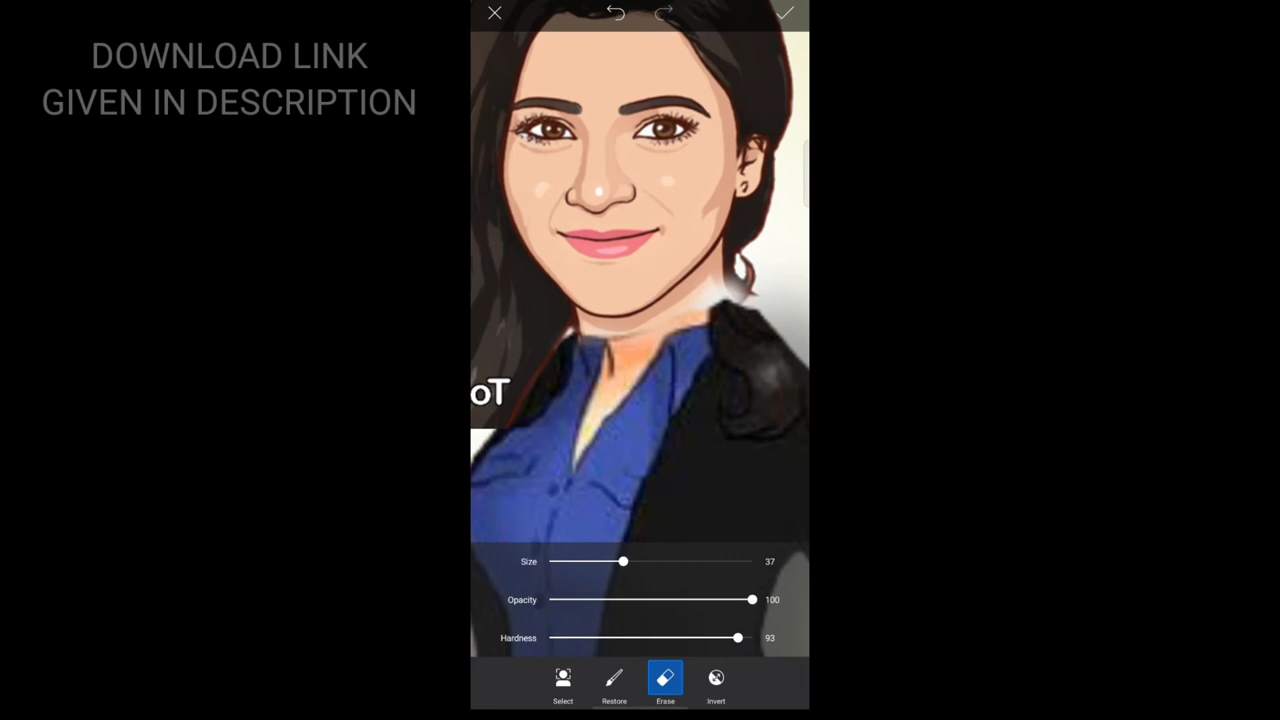 DOWNLOAD LINK
GIVEN IN DESCRIPTION
oT
Size 37
Opacity 100
Hardness 93
Select Restore Erase Invert